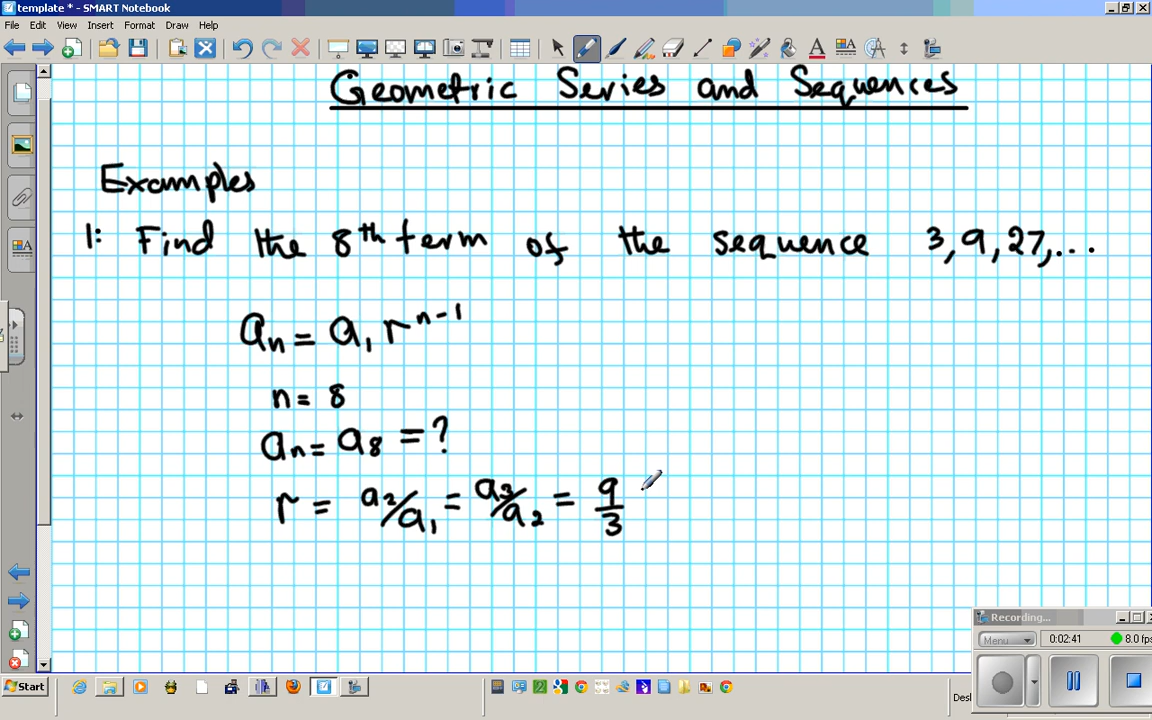 template * - SMART Notebook
File Edit View Insert Format Draw Help
Geometric Series and Sequences
Examples
1: Find the 8th term of the sequence 3, 9, 27, ...
aₙ = a₁ rⁿ⁻¹
n = 8
aₙ = a₈ = ?
r = a₂/a₁ = a₃/a₂ = 9/3
Recording...
Menu 0:02:41 8.0 fps
Start
Desk